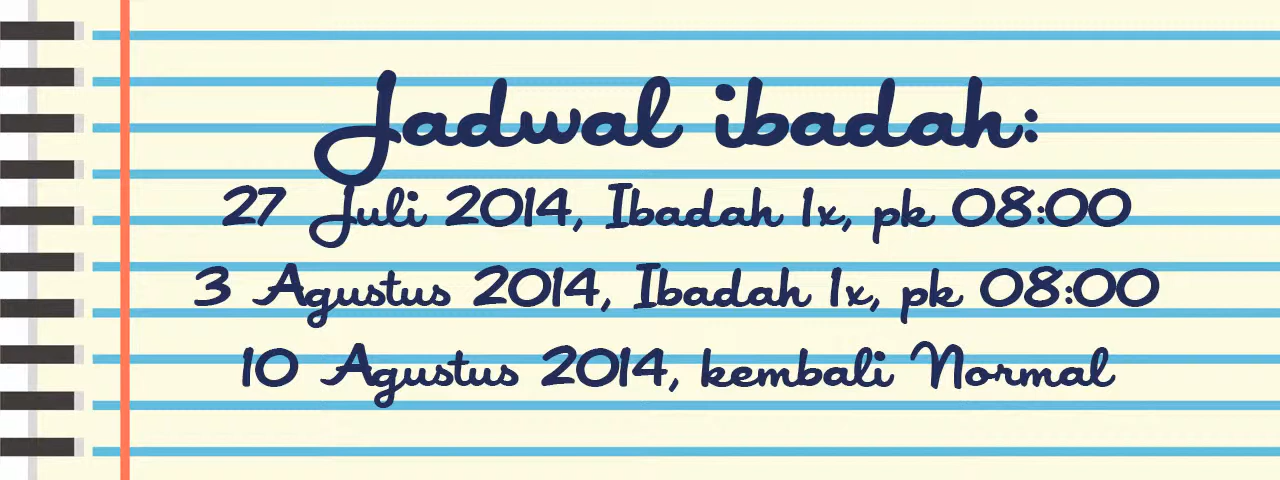 Jadwal ibadah:
27 Juli 2014, Ibadah 1x, pk 08:00
3 Agustus 2014, Ibadah 1x, pk 08:00
10 Agustus 2014, kembali Normal